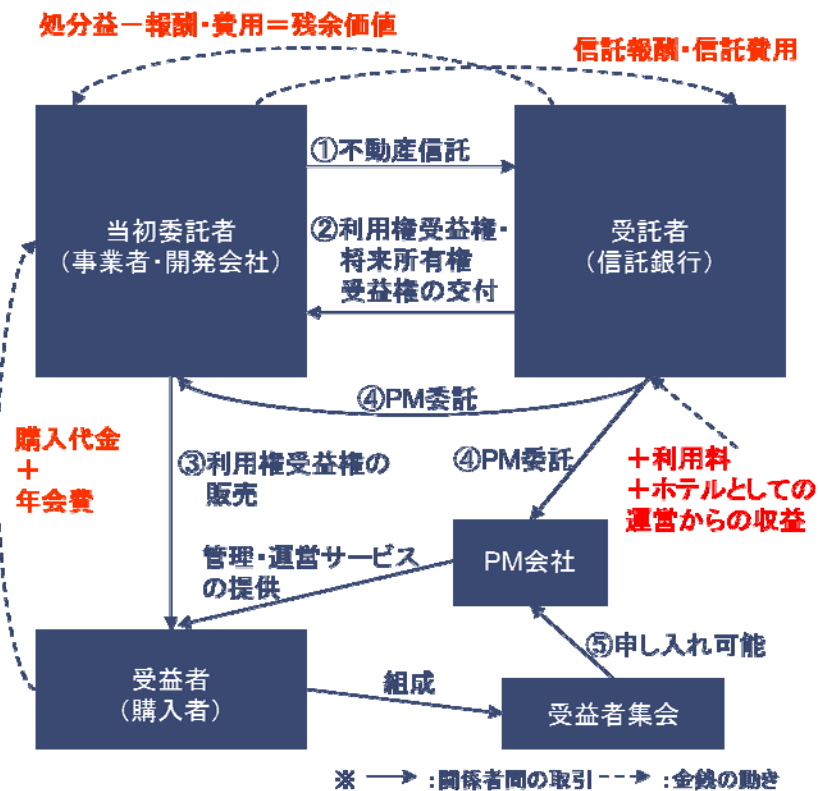 処分益－報酬・費用＝残余価値
信託報酬・信託費用
①不動産信託
当初委託者
（事業者・開発会社）
②利用権受益権・
将来所有権
受益権の交付
受託者
（信託銀行）
④PM委託
購入代金
＋
年会費
③利用権受益権の
販売
④PM委託
＋利用料
＋ホテルとしての
運営からの収益
管理・運営サービス
の提供
PM会社
⑤申し入れ可能
受益者
（購入者）
組成
受益者集会
※ ─→ :関係者間の取引 --→ :金銭の動き